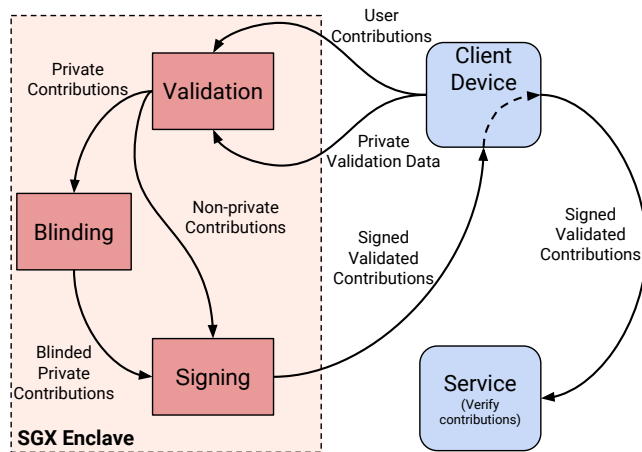 User
Contributions
Client
Device
Private
Contributions
Validation
Private
Validation Data
Blinding
Non-private
Contributions
Signed
Validated
Contributions
Signed
Validated
Contributions
Blinded
Private
Contributions
Signing
Service
(Verify
contributions)
SGX Enclave